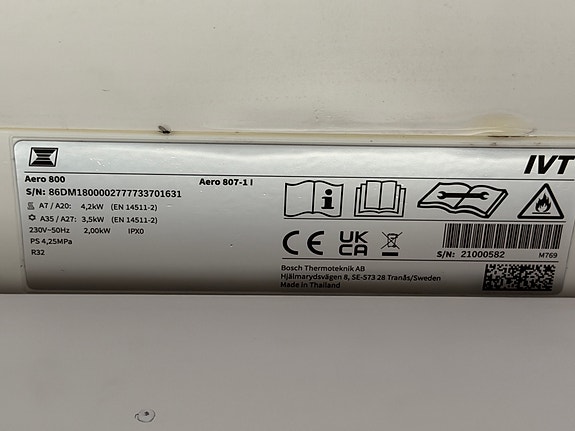 IVT
Aero 800
Aero 807-1 I
S/N: 86DM1800002777733701631
A7 / A20: 4,2kW (EN 14511-2)
A35 / A27: 3,5kW (EN 14511-2)
230V~50Hz 2,00kW IPX0
PS 4,25MPa
R32
CE UK CA
S/N: 21000582 M769
Bosch Thermoteknik AB
Hjälmarydsvägen 8, SE-573 28 Tranås/Sweden
Made in Thailand